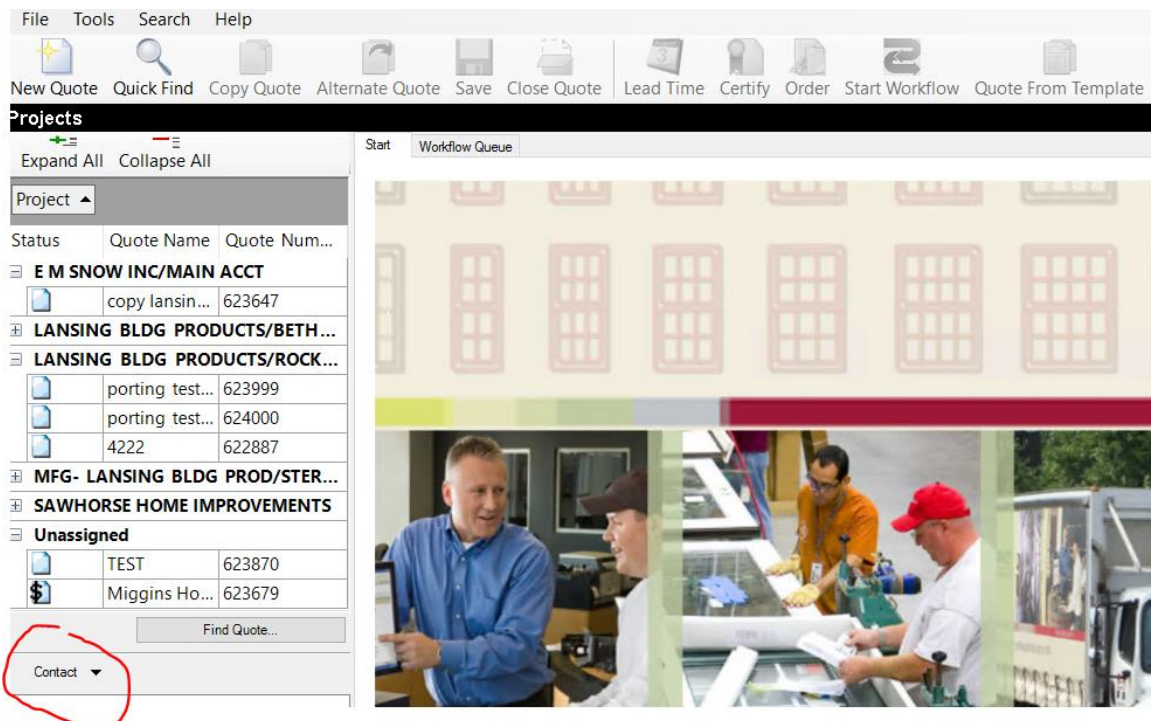 File Tools Search Help
New Quote Quick Find Copy Quote Alternate Quote Save Close Quote Lead Time Certify Order Start Workflow Quote From Template
Projects
Expand All Collapse All
Start Workflow Queue
Project
Status Quote Name Quote Num...
E M SNOW INC/MAIN ACCT
copy lansin... 623647
LANSING BLDG PRODUCTS/BETH...
LANSING BLDG PRODUCTS/ROCK...
porting test... 623999
porting test... 624000
4222 622887
MFG- LANSING BLDG PROD/STER...
SAWHORSE HOME IMPROVEMENTS
Unassigned
TEST 623870
Miggins Ho... 623679
Find Quote...
Contact